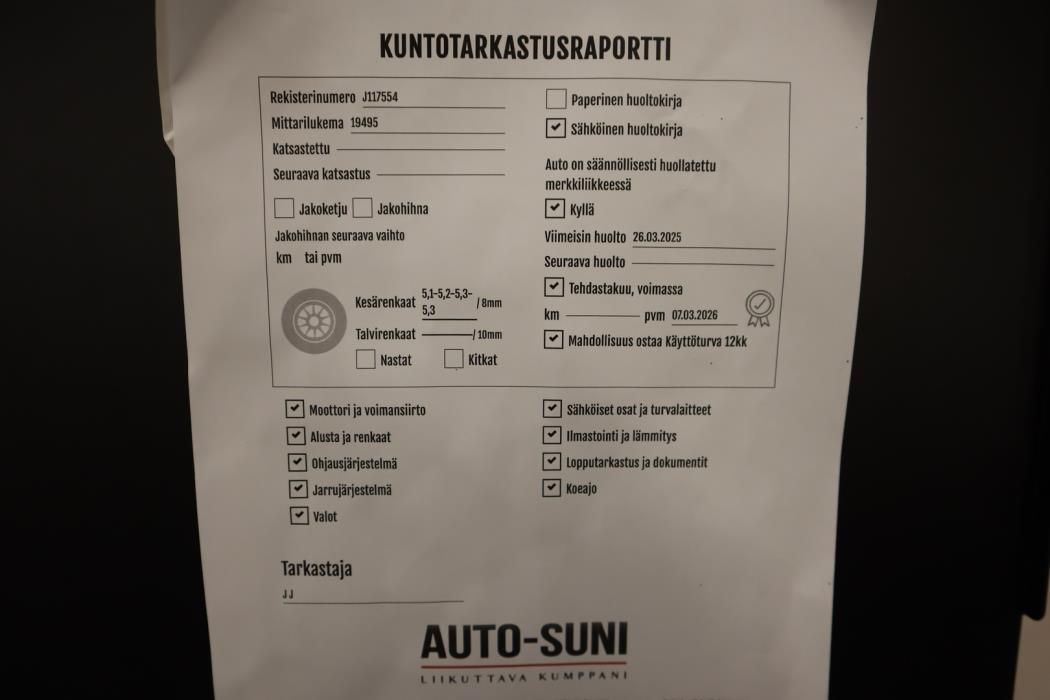 KUNTOTARKASTUSRAPORTTI
Rekisterinumero J117554
Mittarilukema 19495
Katsastettu
Seuraava katsastus
Jakoketju Jakohihna
Jakohihnan seuraava vaihto
km tai pvm
Kesärenkaat 5,1-5,2-5,3-
5,3 / 8mm
Talvirenkaat / 10mm
Nastat Kitkat
Paperinen huoltokirja
Sähköinen huoltokirja
Auto on säännöllisesti huollatettu
merkkiliikkeessä
Kyllä
Viimeisin huolto 26.03.2025
Seuraava huolto
Tehdastakuu, voimassa
km pvm 07.03.2026
Mahdollisuus ostaa Käyttöturva 12kk
Moottori ja voimansiirto
Alusta ja renkaat
Ohjausjärjestelmä
Jarrujärjestelmä
Valot
Sähköiset osat ja turvalaitteet
Ilmastointi ja lämmitys
Lopputarkastus ja dokumentit
Koeajo
Tarkastaja
JJ
AUTO-SUNI
LIIKUTTAVA KUMPPANI